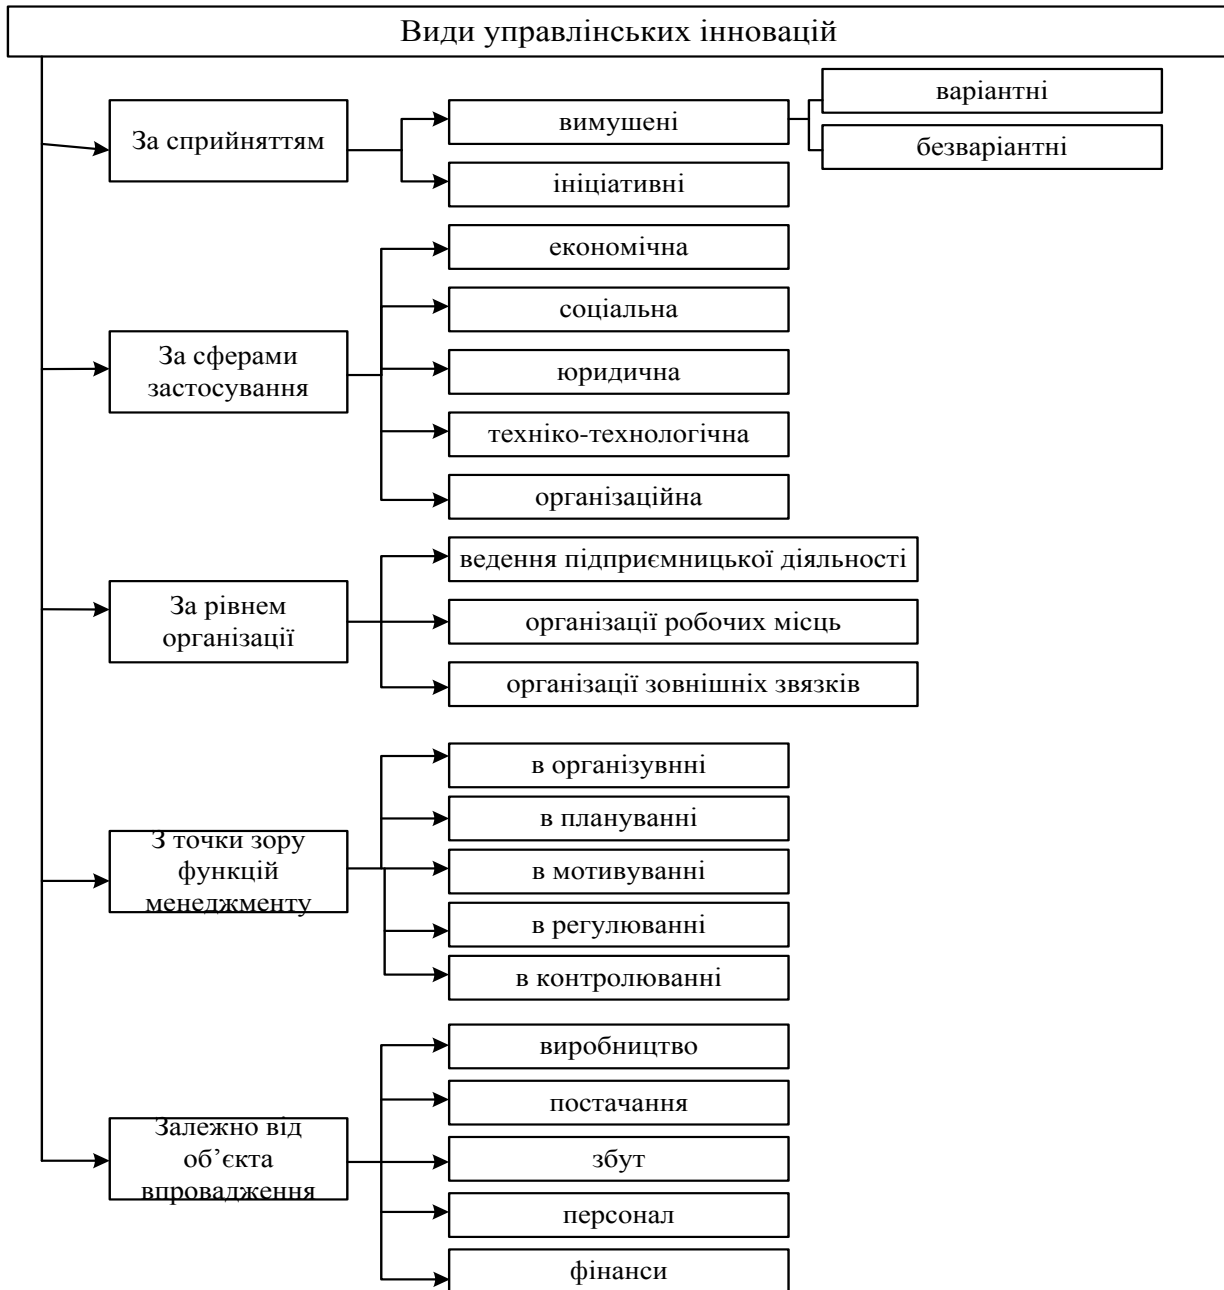 Види управлінських інновацій
За сприйняттям
вимушені
варіантні
безваріантні
ініціативні
За сферами
застосування
економічна
соціальна
юридична
техніко-технологічна
організаційна
За рівнем
організації
ведення підприємницької діяльності
організації робочих місць
організації зовнішніх звязків
З точки зору
функцій
менеджменту
в організувнні
в плануванні
в мотивуванні
в регулюванні
в контролюванні
Залежно від
об’єкта
впровадження
виробництво
постачання
збут
персонал
фінанси